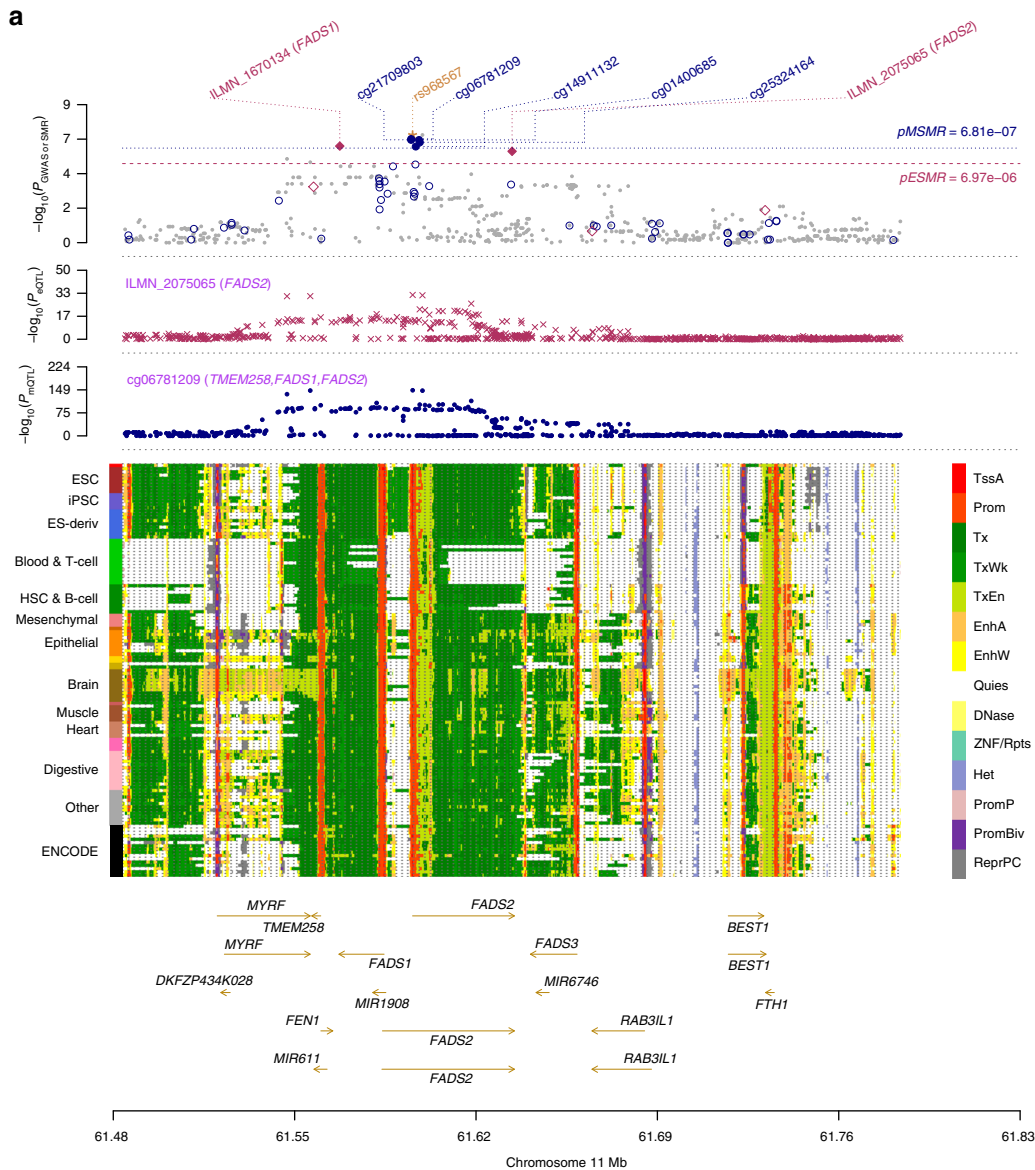 a
ILMN_1670134 (FADS1)
cg21709803
rs968567
cg06781209
cg14911132
cg01400685
cg25324164
ILMN_2075065 (FADS2)
−log10(PGWAS or SMR)
9
7
4
2
0
pMSMR = 6.81e−07
pESMR = 6.97e−06
−log10(PeQTL)
50
33
17
0
ILMN_2075065 (FADS2)
−log10(PmQTL)
224
149
75
0
cg06781209 (TMEM258,FADS1,FADS2)
ESC
iPSC
ES-deriv
Blood & T-cell
HSC & B-cell
Mesenchymal
Epithelial
Brain
Muscle
Heart
Digestive
Other
ENCODE
TssA
Prom
Tx
TxWk
TxEn
EnhA
EnhW
Quies
DNase
ZNF/Rpts
Het
PromP
PromBiv
ReprPC
MYRF
FADS2
BEST1
TMEM258
MYRF
FADS1
FADS3
BEST1
DKFZP434K028
MIR1908
MIR6746
FTH1
FEN1
FADS2
RAB3IL1
MIR611
FADS2
RAB3IL1
61.48 61.55 61.62 61.69 61.76 61.83
Chromosome 11 Mb